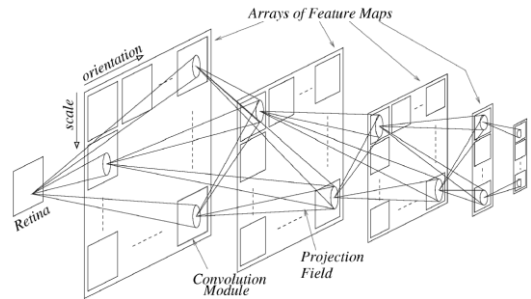 Arrays of Feature Maps
orientation
scale
Retina
Projection
Field
Convolution
Module